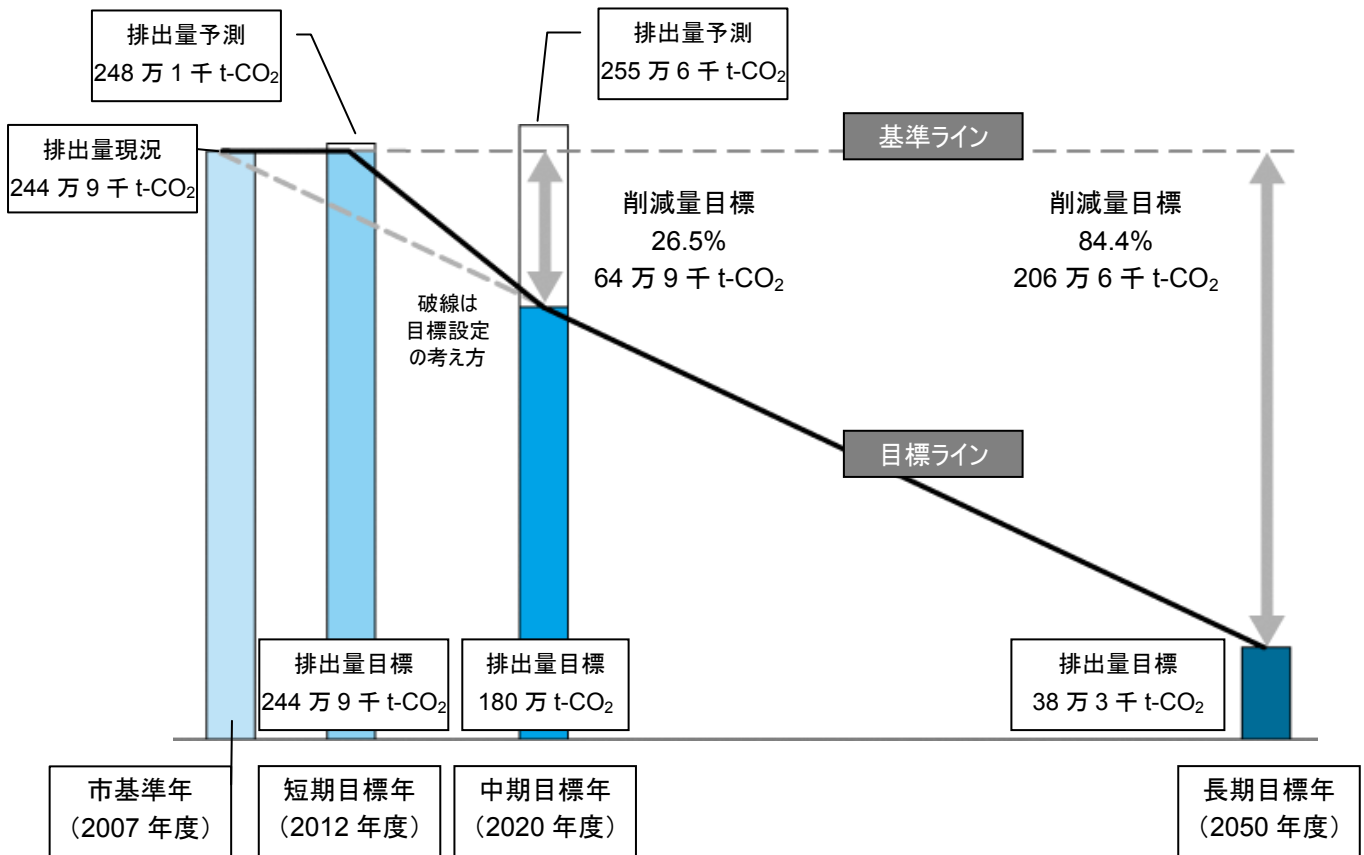 排出量予測
248 万 1 千 t-CO₂
排出量予測
255 万 6 千 t-CO₂
排出量現況
244 万 9 千 t-CO₂
基準ライン
削減量目標
26.5%
64 万 9 千 t-CO₂
削減量目標
84.4%
206 万 6 千 t-CO₂
破線は
目標設定
の考え方
目標ライン
排出量目標
244 万 9 千 t-CO₂
排出量目標
180 万 t-CO₂
排出量目標
38 万 3 千 t-CO₂
市基準年
（2007 年度）
短期目標年
（2012 年度）
中期目標年
（2020 年度）
長期目標年
（2050 年度）